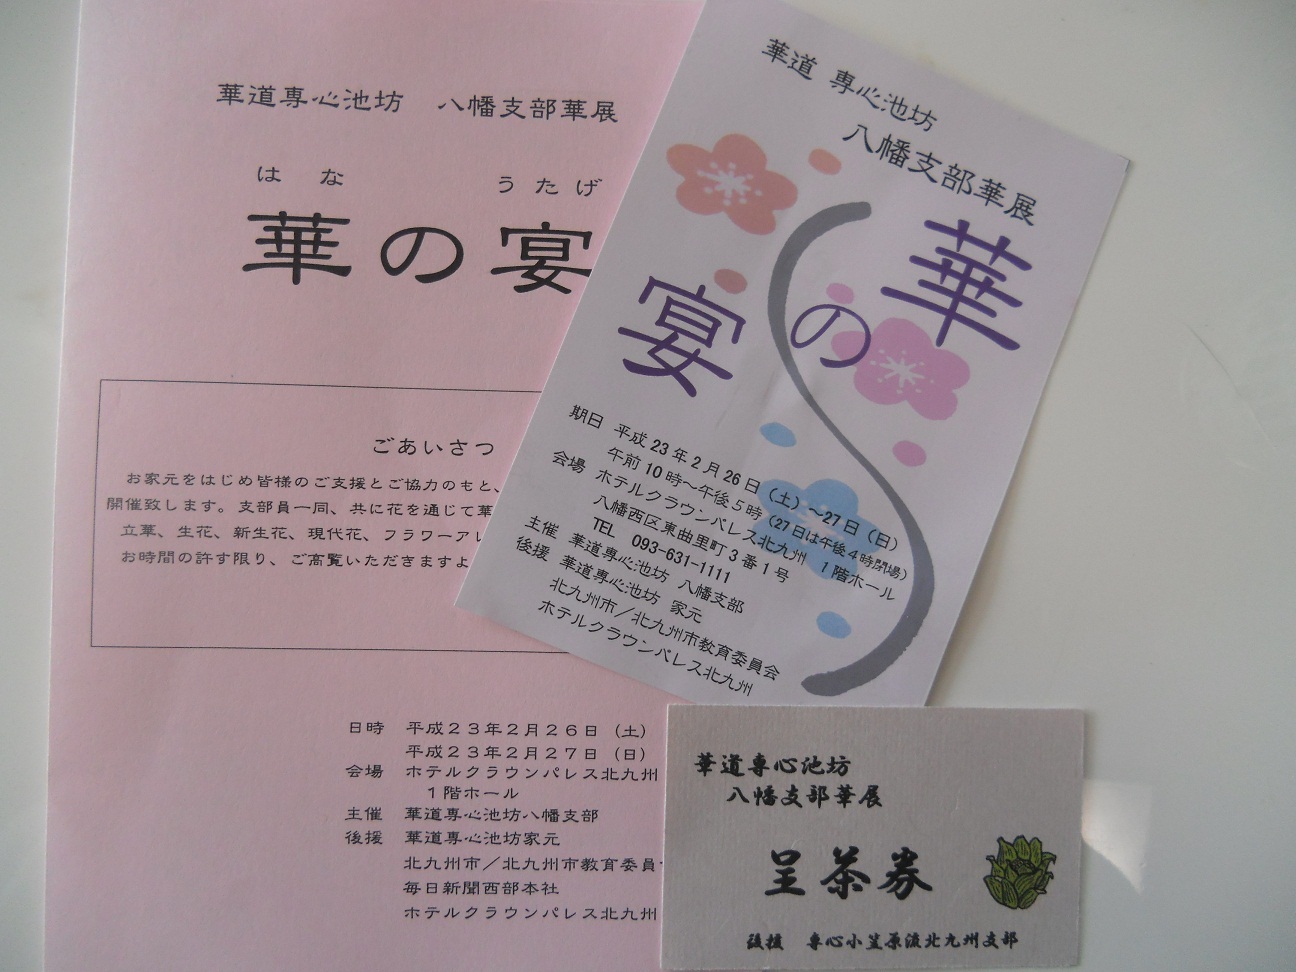 華道専心池坊　八幡支部華展
はな　うたげ
華の宴
ごあいさつ
お家元をはじめ皆様のご支援とご協力のもと、
開催致します。支部員一同、共に花を通じて華
立華、生花、新生花、現代花、フラワーアレ
お時間の許す限り、ご高覧いただきますよ
日時　平成２３年２月２６日（土）
平成２３年２月２７日（日）
会場　ホテルクラウンパレス北九州
１階ホール
主催　華道専心池坊八幡支部
後援　華道専心池坊家元
北九州市／北九州市教育委員
毎日新聞西部本社
ホテルクラウンパレス北九州
華道 専心池坊
八幡支部華展
華の宴
期日　平成23年2月26日（土）～27日（日）
午前10時～午後5時（27日は午後4時閉場）
会場　ホテルクラウンパレス北九州　1階ホール
八幡西区東曲里町3番1号
TEL　093-631-1111
主催　華道専心池坊　八幡支部
後援　華道専心池坊　家元
北九州市／北九州市教育委員会
ホテルクラウンパレス北九州
華道専心池坊
八幡支部華展
呈茶券
後援　専心小笠原流北九州支部